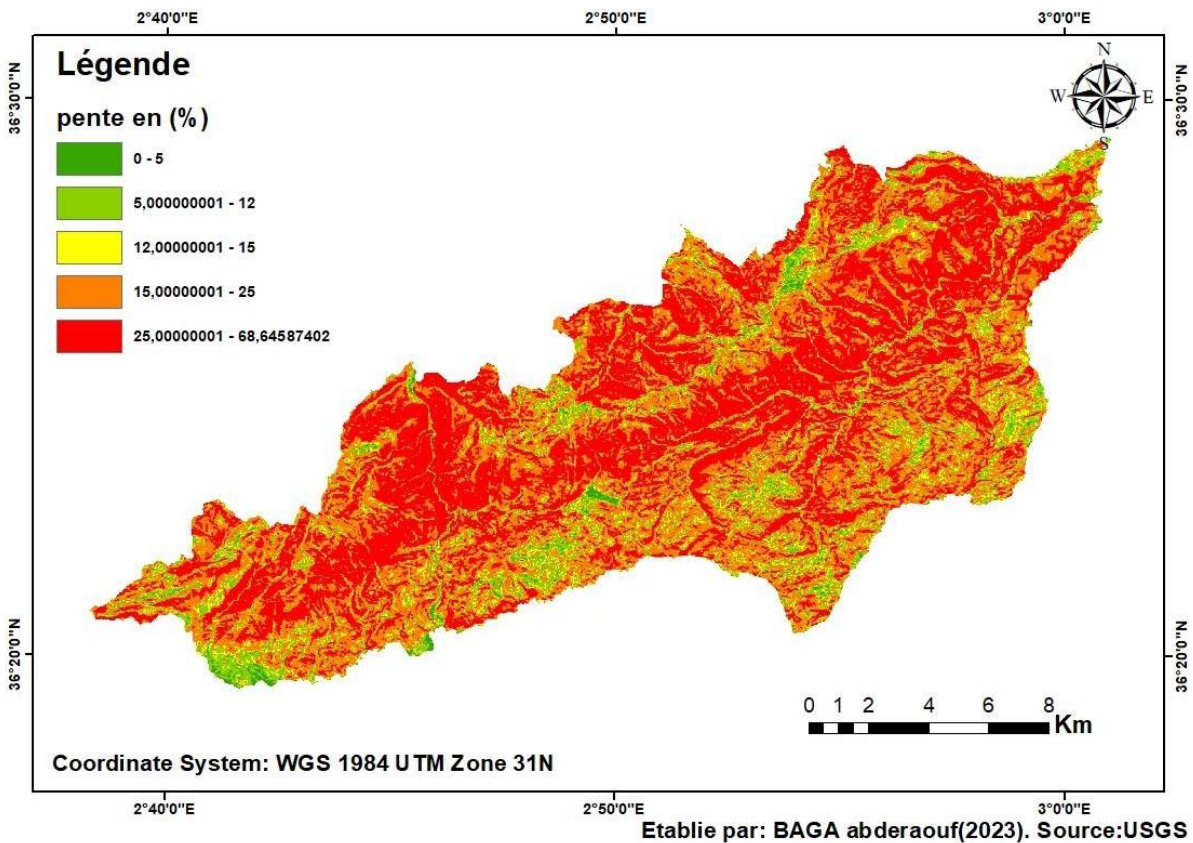 2°40'0"E 2°50'0"E 3°0'0"E
Légende
pente en (%)
0 - 5
5,000000001 - 12
12,00000001 - 15
15,00000001 - 25
25,00000001 - 68,64587402
N
W E
S
36°30'0"N 36°30'0"N
36°20'0"N 36°20'0"N
0 1 2 4 6 8
Km
Coordinate System: WGS 1984 UTM Zone 31N
2°40'0"E 2°50'0"E 3°0'0"E
Etablie par: BAGA abderaouf(2023). Source:USGS